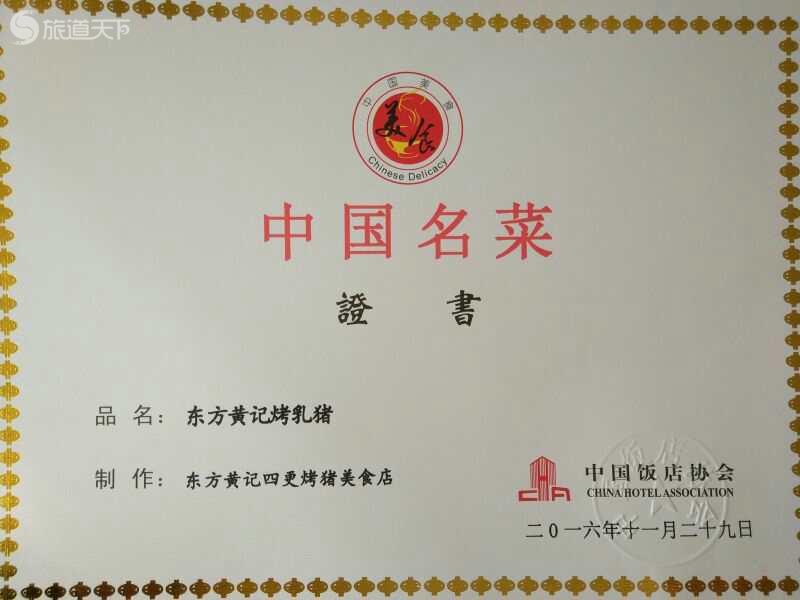 旅道天下
中国美食
美食
Chinese Delicacy
中国名菜
證書
品名：东方黄记烤乳猪
制作：东方黄记四更烤猪美食店
中国饭店协会
CHA
CHINA HOTEL ASSOCIATION
二0一六年十一月二十九日